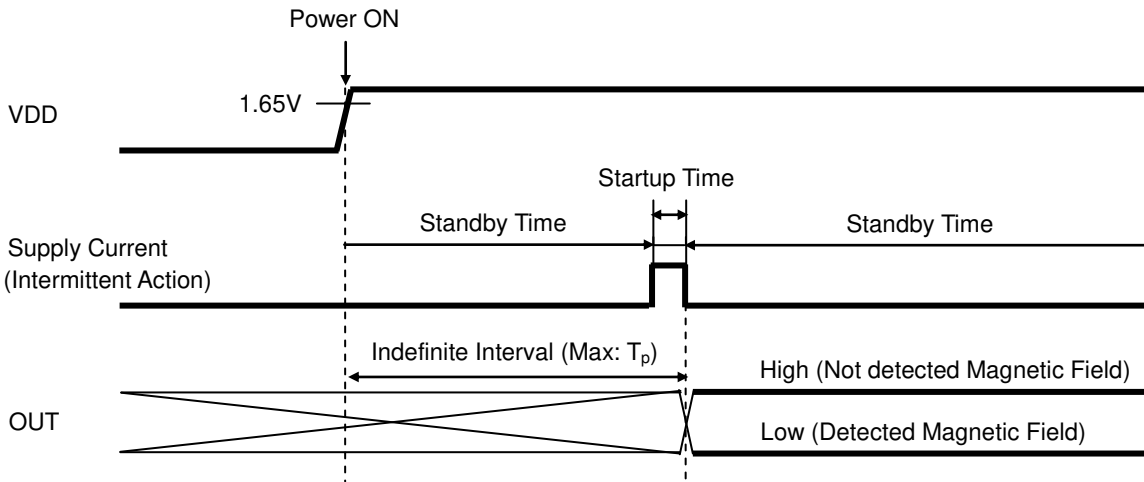 Power ON
1.65V
VDD
Startup Time
Standby Time
Standby Time
Supply Current
(Intermittent Action)
Indefinite Interval (Max: Tp)
High (Not detected Magnetic Field)
OUT
Low (Detected Magnetic Field)